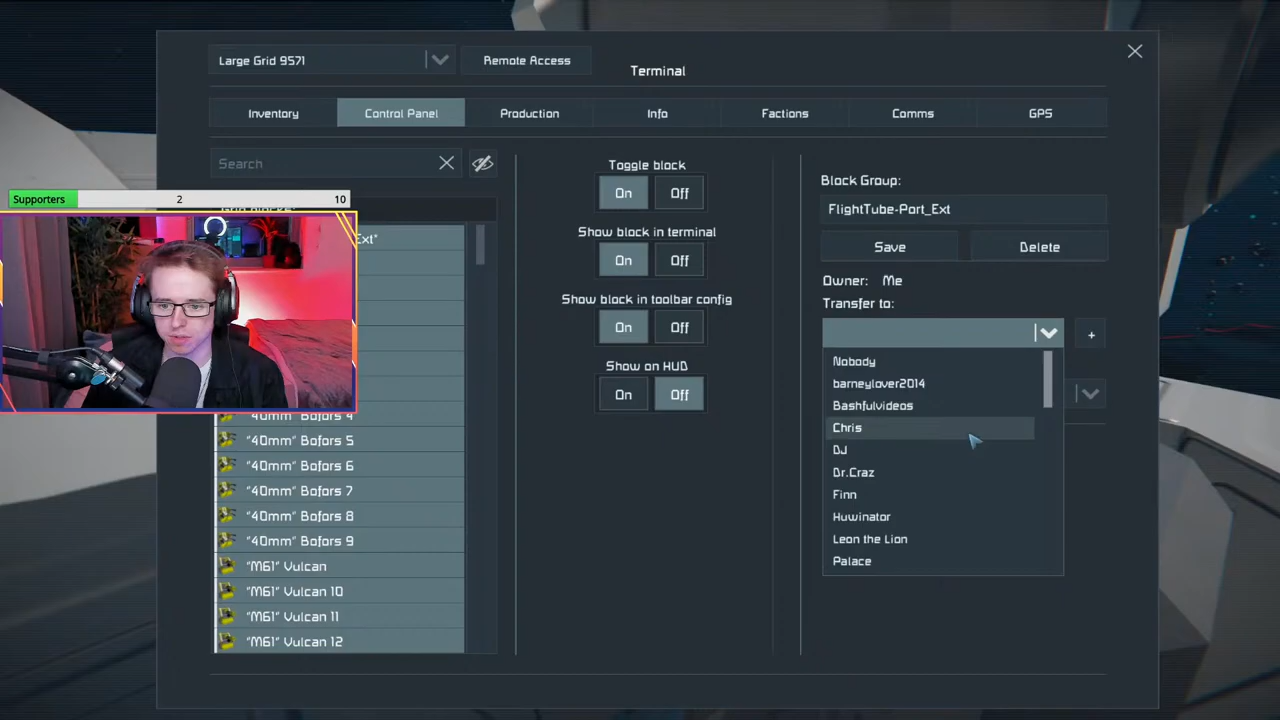 Large Grid 9571
Remote Access
Terminal
Inventory
Control Panel
Production
Info
Factions
Comms
GPS
Search
Supporters 2 10
Ext"
"40mm" Bofors 4
"40mm" Bofors 5
"40mm" Bofors 6
"40mm" Bofors 7
"40mm" Bofors 8
"40mm" Bofors 9
"M61" Vulcan
"M61" Vulcan 10
"M61" Vulcan 11
"M61" Vulcan 12
Toggle block
On Off
Show block in terminal
On Off
Show block in toolbar config
On Off
Show on HUD
On Off
Block Group:
FlightTube-Port_Ext
Save
Delete
Owner: Me
Transfer to:
+
Nobody
barneylover2014
Bashfulvideos
Chris
DJ
Dr.Craz
Finn
Huwinator
Leon the Lion
Palace